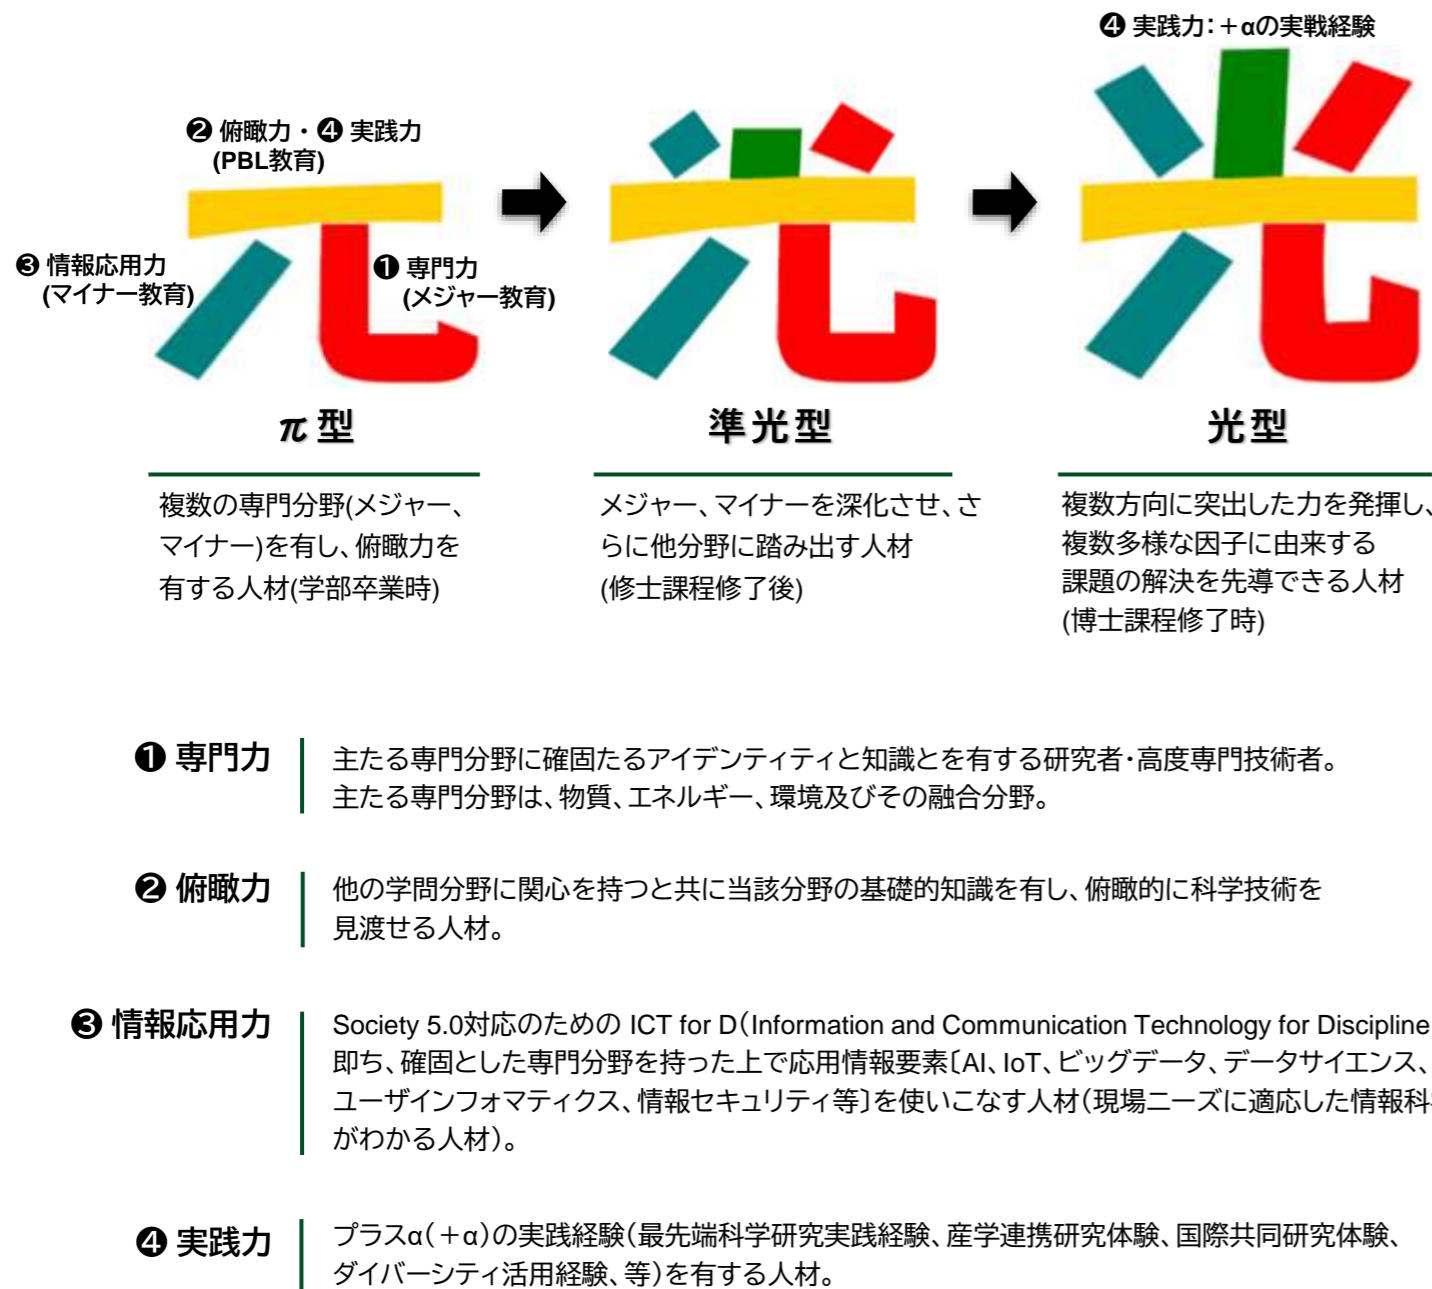 ❹ 実践力：＋αの実戦経験
❷ 俯瞰力・❹ 実践力
(PBL教育)
❸ 情報応用力
(マイナー教育)
❶ 専門力
(メジャー教育)
π 型
準光型
光型
複数の専門分野(メジャー、
マイナー)を有し、俯瞰力を
有する人材(学部卒業時)
メジャー、マイナーを深化させ、さ
らに他分野に踏み出す人材
(修士課程修了後)
複数方向に突出した力を発揮し、
複数多様な因子に由来する
課題の解決を先導できる人材
(博士課程修了時)
❶ 専門力
主たる専門分野に確固たるアイデンティティと知識とを有する研究者・高度専門技術者。
主たる専門分野は、物質、エネルギー、環境及びその融合分野。
❷ 俯瞰力
他の学問分野に関心を持つと共に当該分野の基礎的知識を有し、俯瞰的に科学技術を
見渡せる人材。
❸ 情報応用力
Society 5.0対応のための ICT for D（Information and Communication Technology for Discipline
即ち、確固とした専門分野を持った上で応用情報要素〔AI、IoT、ビッグデータ、データサイエンス、
ユーザインフォマティクス、情報セキュリティ等〕を使いこなす人材（現場ニーズに適応した情報科
がわかる人材）。
❹ 実践力
プラスα（＋α）の実践経験（最先端科学研究実践経験、産学連携研究体験、国際共同研究体験、
ダイバーシティ活用経験、等）を有する人材。